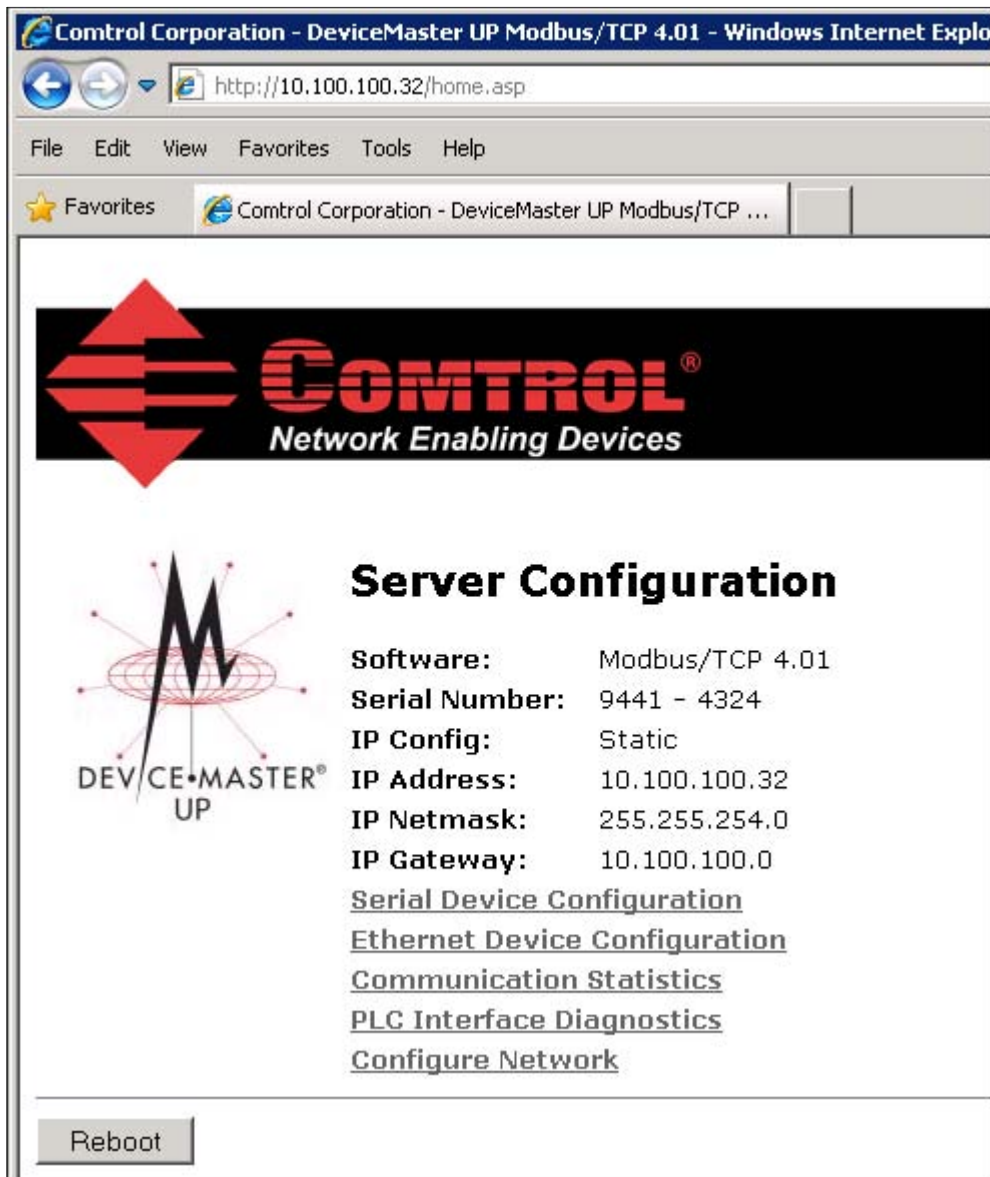 Comtrol Corporation - DeviceMaster UP Modbus/TCP 4.01 - Windows Internet Explo
http://10.100.100.32/home.asp
File Edit View Favorites Tools Help
Favorites Comtrol Corporation - DeviceMaster UP Modbus/TCP ...
COMTROL®
Network Enabling Devices
DEVICE•MASTER®
UP
Server Configuration
Software: Modbus/TCP 4.01
Serial Number: 9441 - 4324
IP Config: Static
IP Address: 10.100.100.32
IP Netmask: 255.255.254.0
IP Gateway: 10.100.100.0
Serial Device Configuration
Ethernet Device Configuration
Communication Statistics
PLC Interface Diagnostics
Configure Network
Reboot